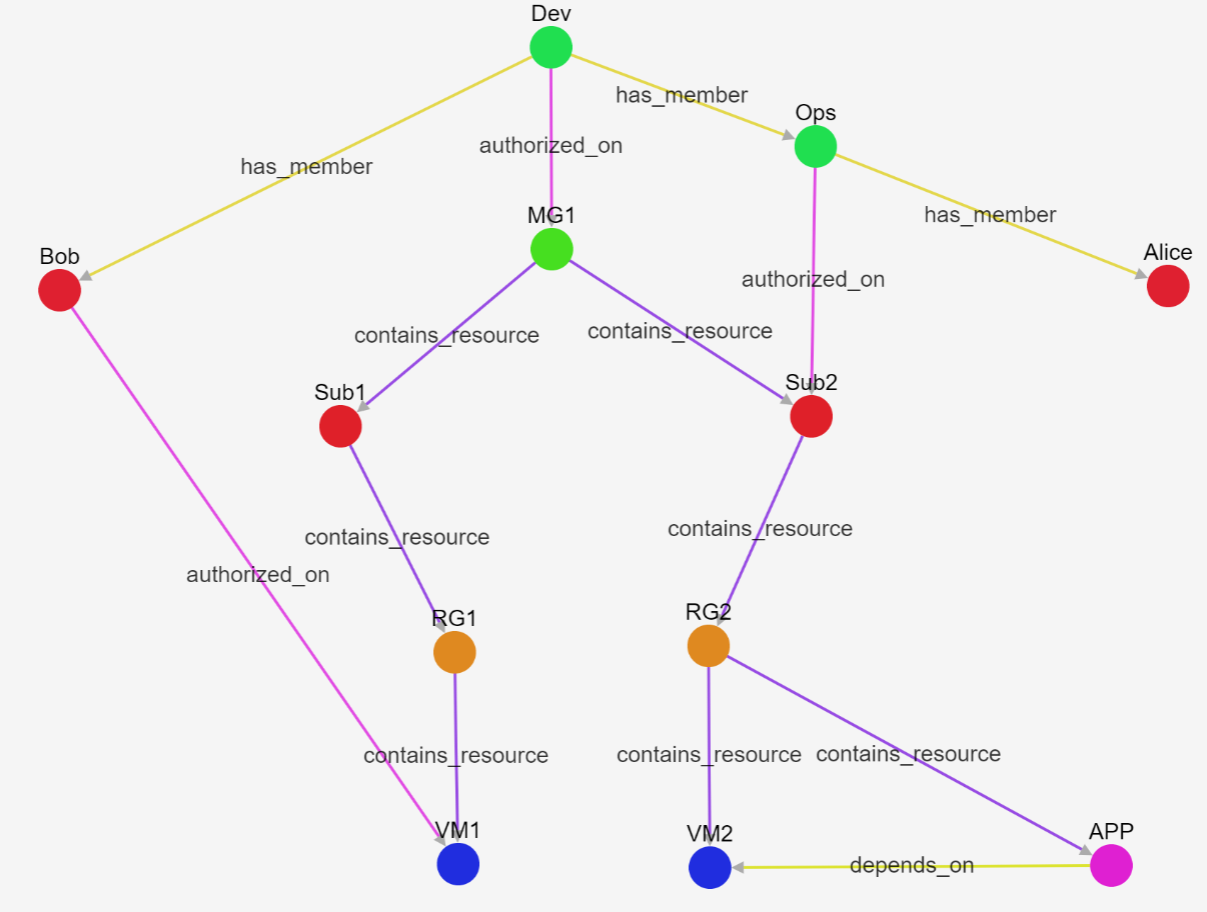 Dev
has_member
Ops
authorized_on
has_member
MG1
has_member
Bob
Alice
authorized_on
contains_resource
contains_resource
Sub1
Sub2
contains_resource
contains_resource
authorized_on
RG1
RG2
contains_resource
contains_resource
contains_resource
VM1
VM2
APP
depends_on